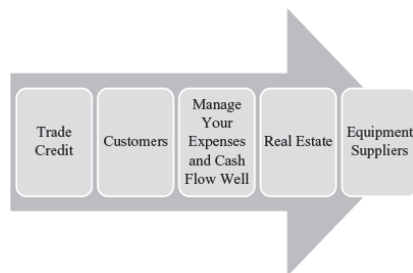 Trade
Credit
Customers
Manage
Your
Expenses
and Cash
Flow Well
Real Estate
Equipment
Suppliers